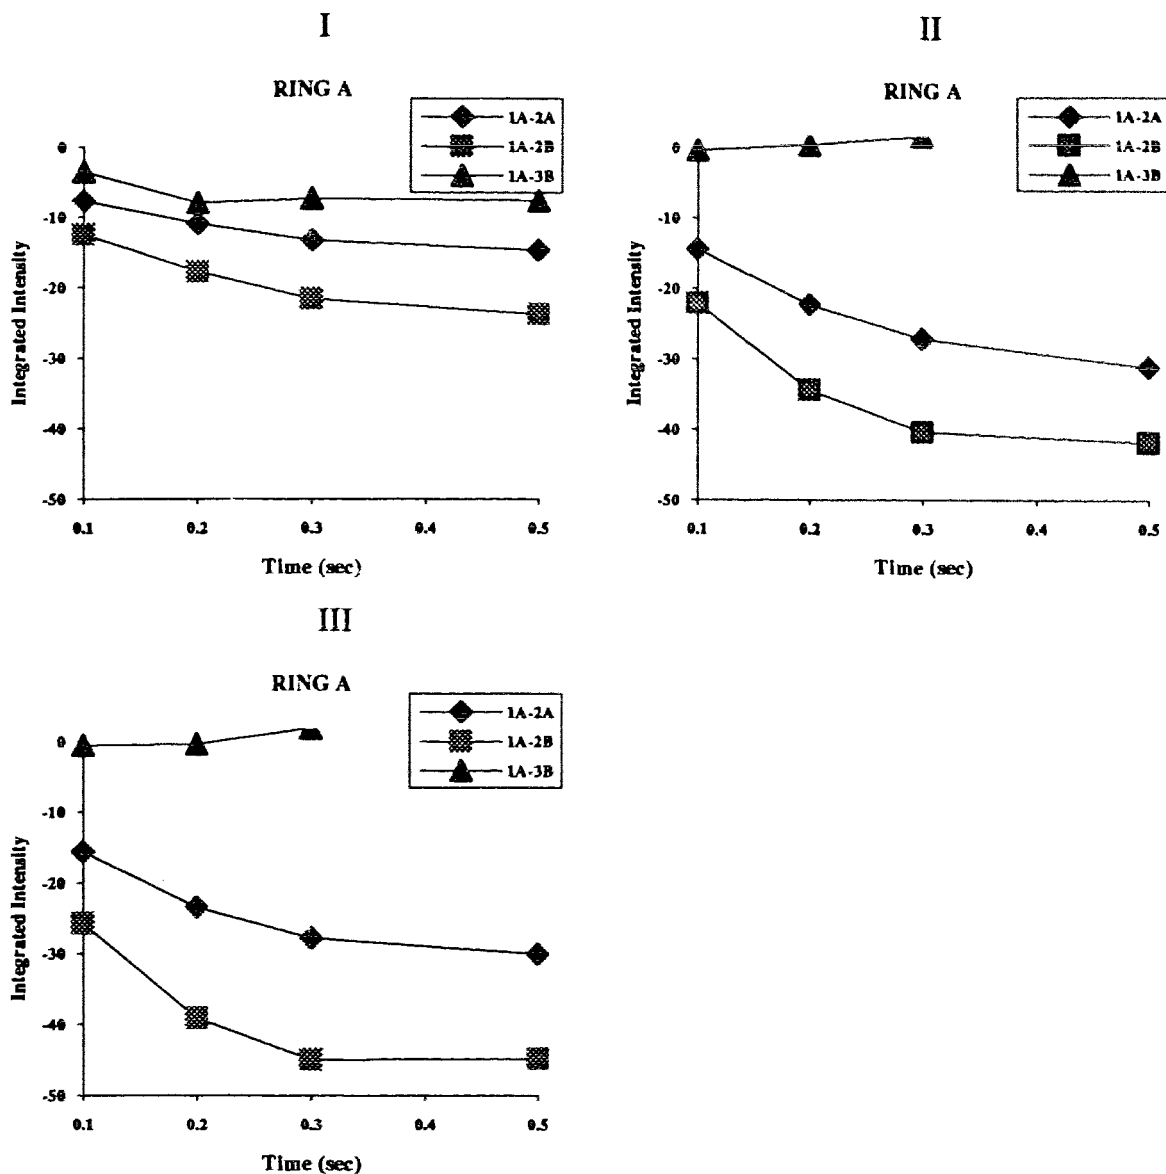 I
RING A
1A-2A
1A-2B
1A-3B
0
-10
-20
-30
-40
-50
Integrated Intensity
0.1 0.2 0.3 0.4 0.5
Time (sec)
II
RING A
1A-2A
1A-2B
1A-3B
0
-10
-20
-30
-40
-50
Integrated Intensity
0.1 0.2 0.3 0.4 0.5
Time (sec)
III
RING A
1A-2A
1A-2B
1A-3B
0
-10
-20
-30
-40
-50
Integrated Intensity
0.1 0.2 0.3 0.4 0.5
Time (sec)